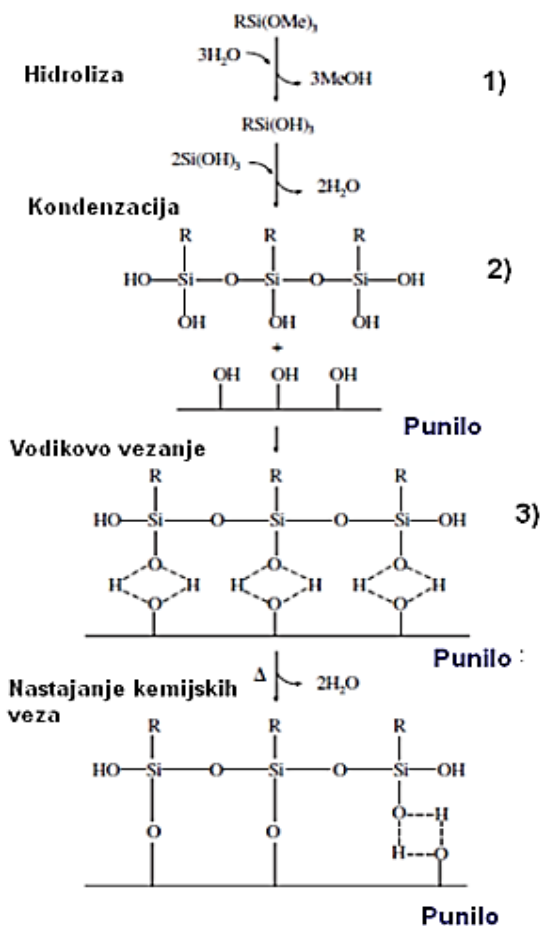 RSi(OMe)₃
3H₂O
3MeOH
Hidroliza
1)
RSi(OH)₃
2Si(OH)₃
2H₂O
Kondenzacija
R R R
HO—Si—O—Si—O—Si—OH
2)
OH OH OH
+
OH OH OH
Punilo
Vodikovo vezanje
R R R
HO—Si—O—Si—O—Si—OH
3)
O O O
H H H H H H
O O O
Punilo :
Δ 2H₂O
Nastajanje kemijskih
veza
R R R
HO—Si—O—Si—O—Si—OH
O--H
O O
H--O
Punilo